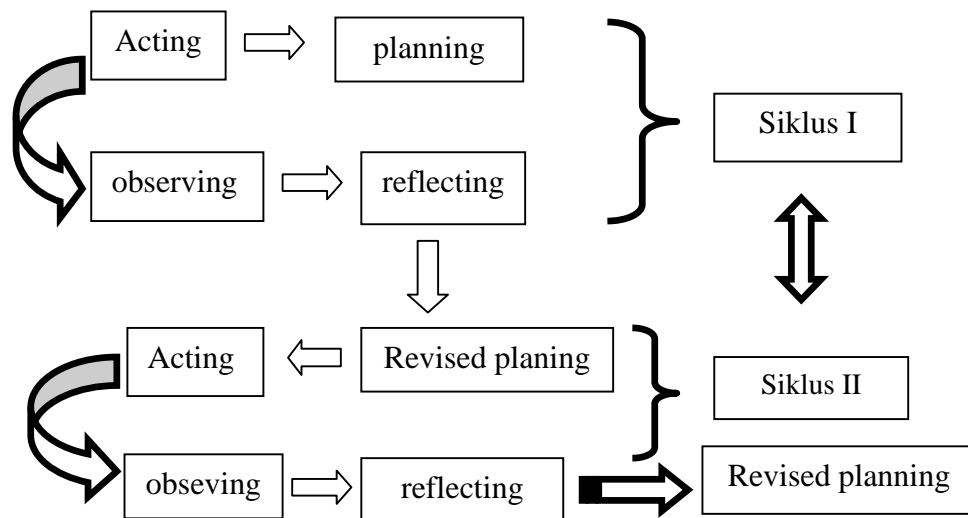 Acting
planning
Siklus I
observing
reflecting
Acting
Revised planing
Siklus II
obseving
reflecting
Revised planning